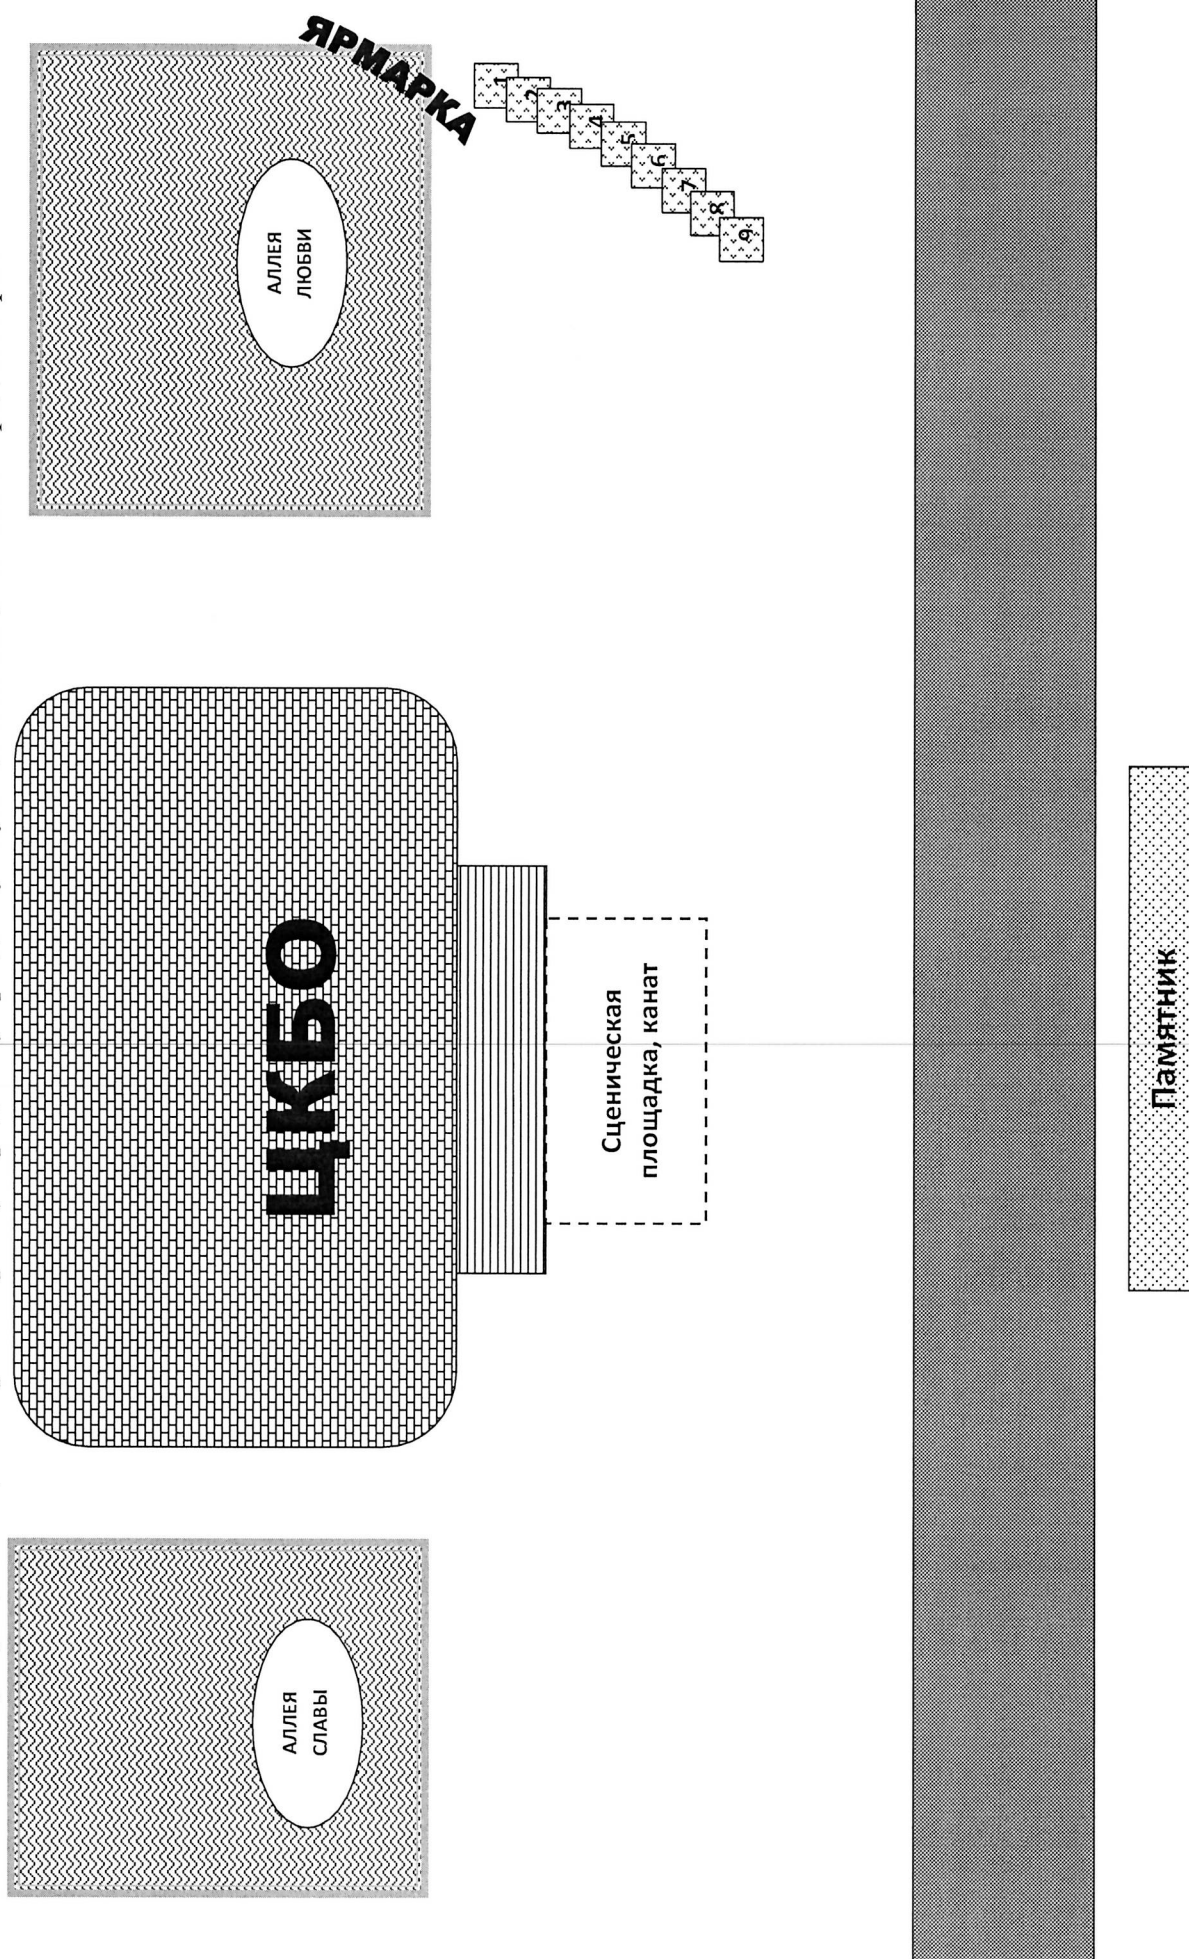 АЛЛЕЯ
СЛАВЫ
ЦКБО
АЛЛЕЯ
ЛЮБВИ
ЯРМАРКА
1
2
3
4
5
6
7
8
9
Сценическая
площадка, канат
Памятник